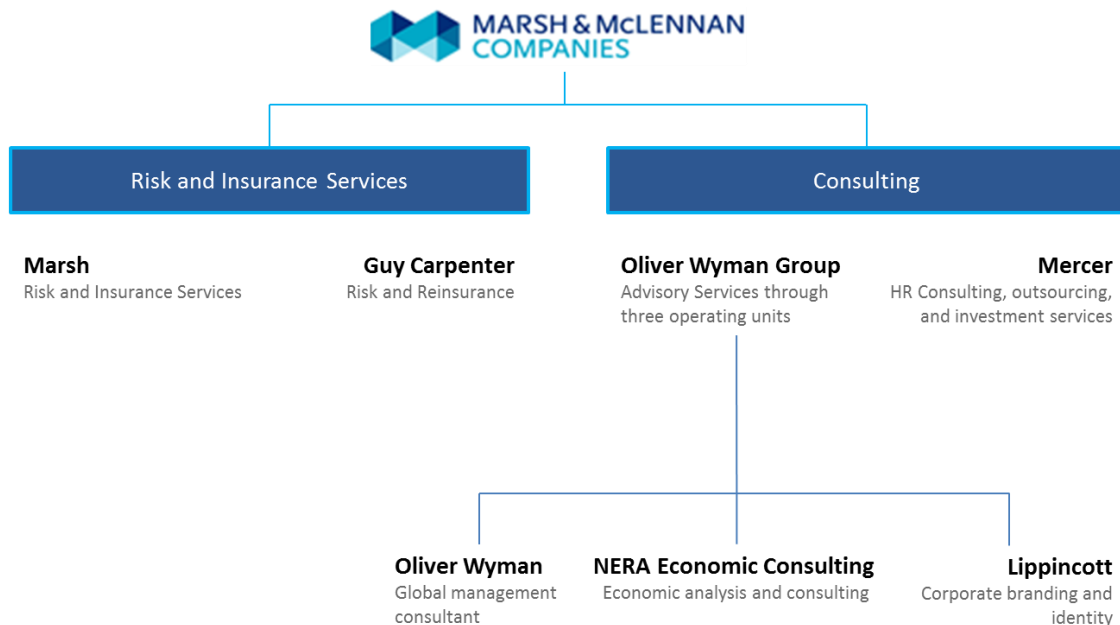 MARSH & MCLENNAN
COMPANIES
Risk and Insurance Services
Consulting
Marsh
Risk and Insurance Services
Guy Carpenter
Risk and Reinsurance
Oliver Wyman Group
Advisory Services through
three operating units
Mercer
HR Consulting, outsourcing,
and investment services
Oliver Wyman
Global management
consultant
NERA Economic Consulting
Economic analysis and consulting
Lippincott
Corporate branding and
identity